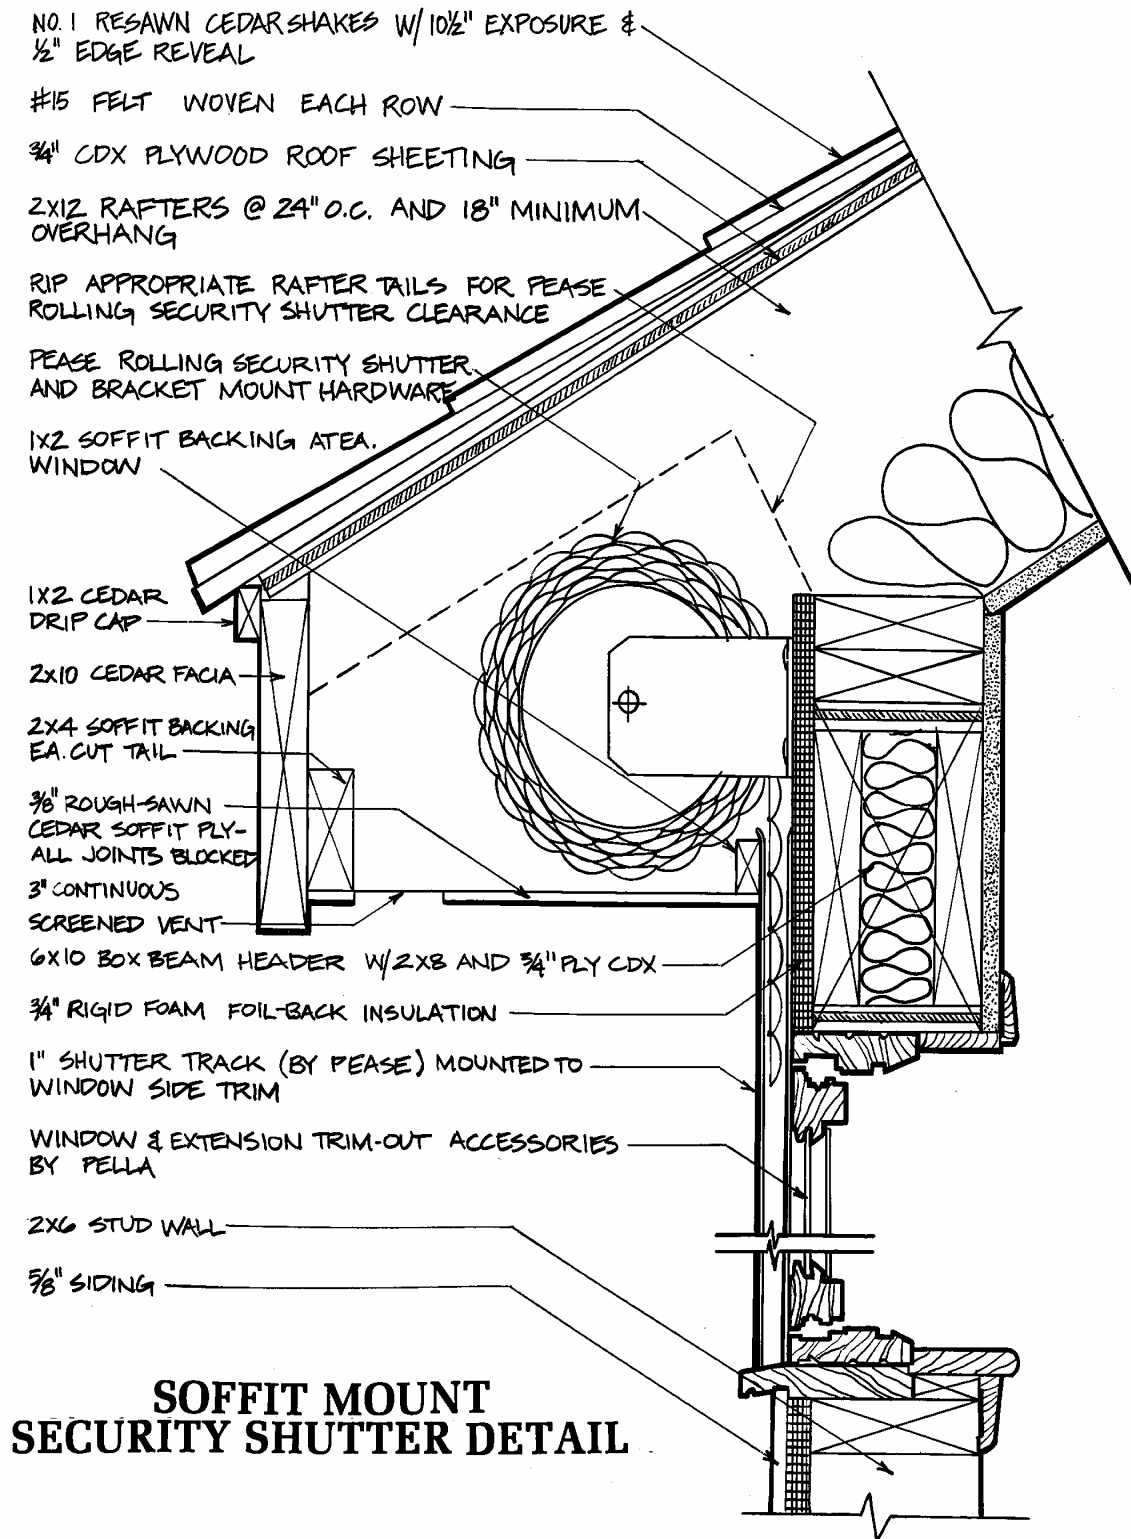 NO. 1 RESAWN CEDAR SHAKES W/ 10½" EXPOSURE &
½" EDGE REVEAL
#15 FELT WOVEN EACH ROW
¾" CDX PLYWOOD ROOF SHEETING
2X12 RAFTERS @ 24" O.C. AND 18" MINIMUM
OVERHANG
RIP APPROPRIATE RAFTER TAILS FOR PEASE
ROLLING SECURITY SHUTTER CLEARANCE
PEASE ROLLING SECURITY SHUTTER
AND BRACKET MOUNT HARDWARE
1X2 SOFFIT BACKING AT EA.
WINDOW
1X2 CEDAR
DRIP CAP
2X10 CEDAR FACIA
2X4 SOFFIT BACKING
EA. CUT TAIL
⅜" ROUGH-SAWN
CEDAR SOFFIT PLY-
ALL JOINTS BLOCKED
3" CONTINUOUS
SCREENED VENT
6X10 BOX BEAM HEADER W/2X8 AND ¾" PLY CDX
¾" RIGID FOAM FOIL-BACK INSULATION
1" SHUTTER TRACK (BY PEASE) MOUNTED TO
WINDOW SIDE TRIM
WINDOW & EXTENSION TRIM-OUT ACCESSORIES
BY PELLA
2X6 STUD WALL
⅝" SIDING
SOFFIT MOUNT
SECURITY SHUTTER DETAIL